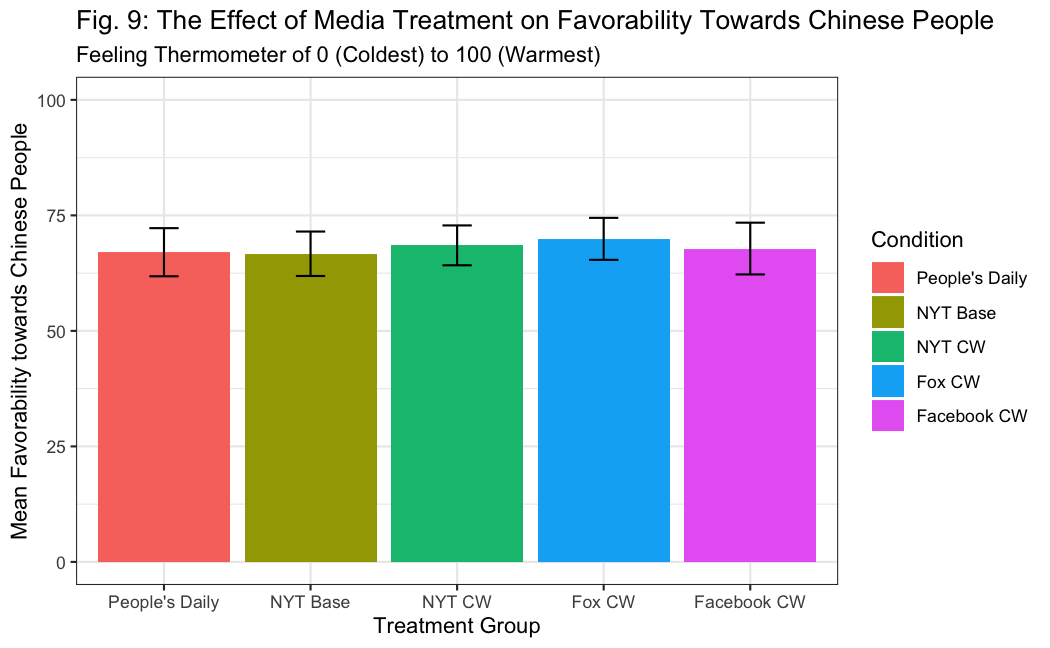 Fig. 9: The Effect of Media Treatment on Favorability Towards Chinese People
Feeling Thermometer of 0 (Coldest) to 100 (Warmest)
Mean Favorability towards Chinese People
100
75
50
25
0
People's Daily
NYT Base
NYT CW
Fox CW
Facebook CW
Treatment Group
Condition
People's Daily
NYT Base
NYT CW
Fox CW
Facebook CW